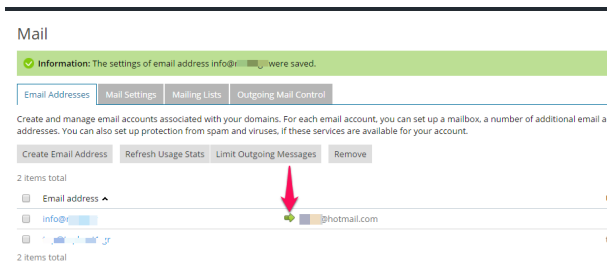 Mail
Information: The settings of email address info@ were saved.
Email Addresses Mail Settings Mailing Lists Outgoing Mail Control
Create and manage email accounts associated with your domains. For each email account, you can set up a mailbox, a number of additional email a
addresses. You can also set up protection from spam and viruses, if these services are available for your account.
Create Email Address Refresh Usage Stats Limit Outgoing Messages Remove
2 items total
Email address
info@ @hotmail.com
2 items total